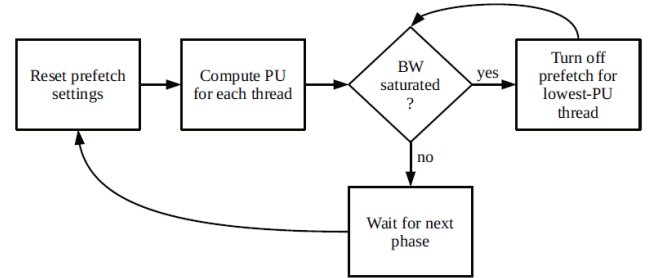 Reset prefetch
settings
Compute PU
for each thread
BW
saturated
?
yes
Turn off
prefetch for
lowest-PU
thread
no
Wait for next
phase